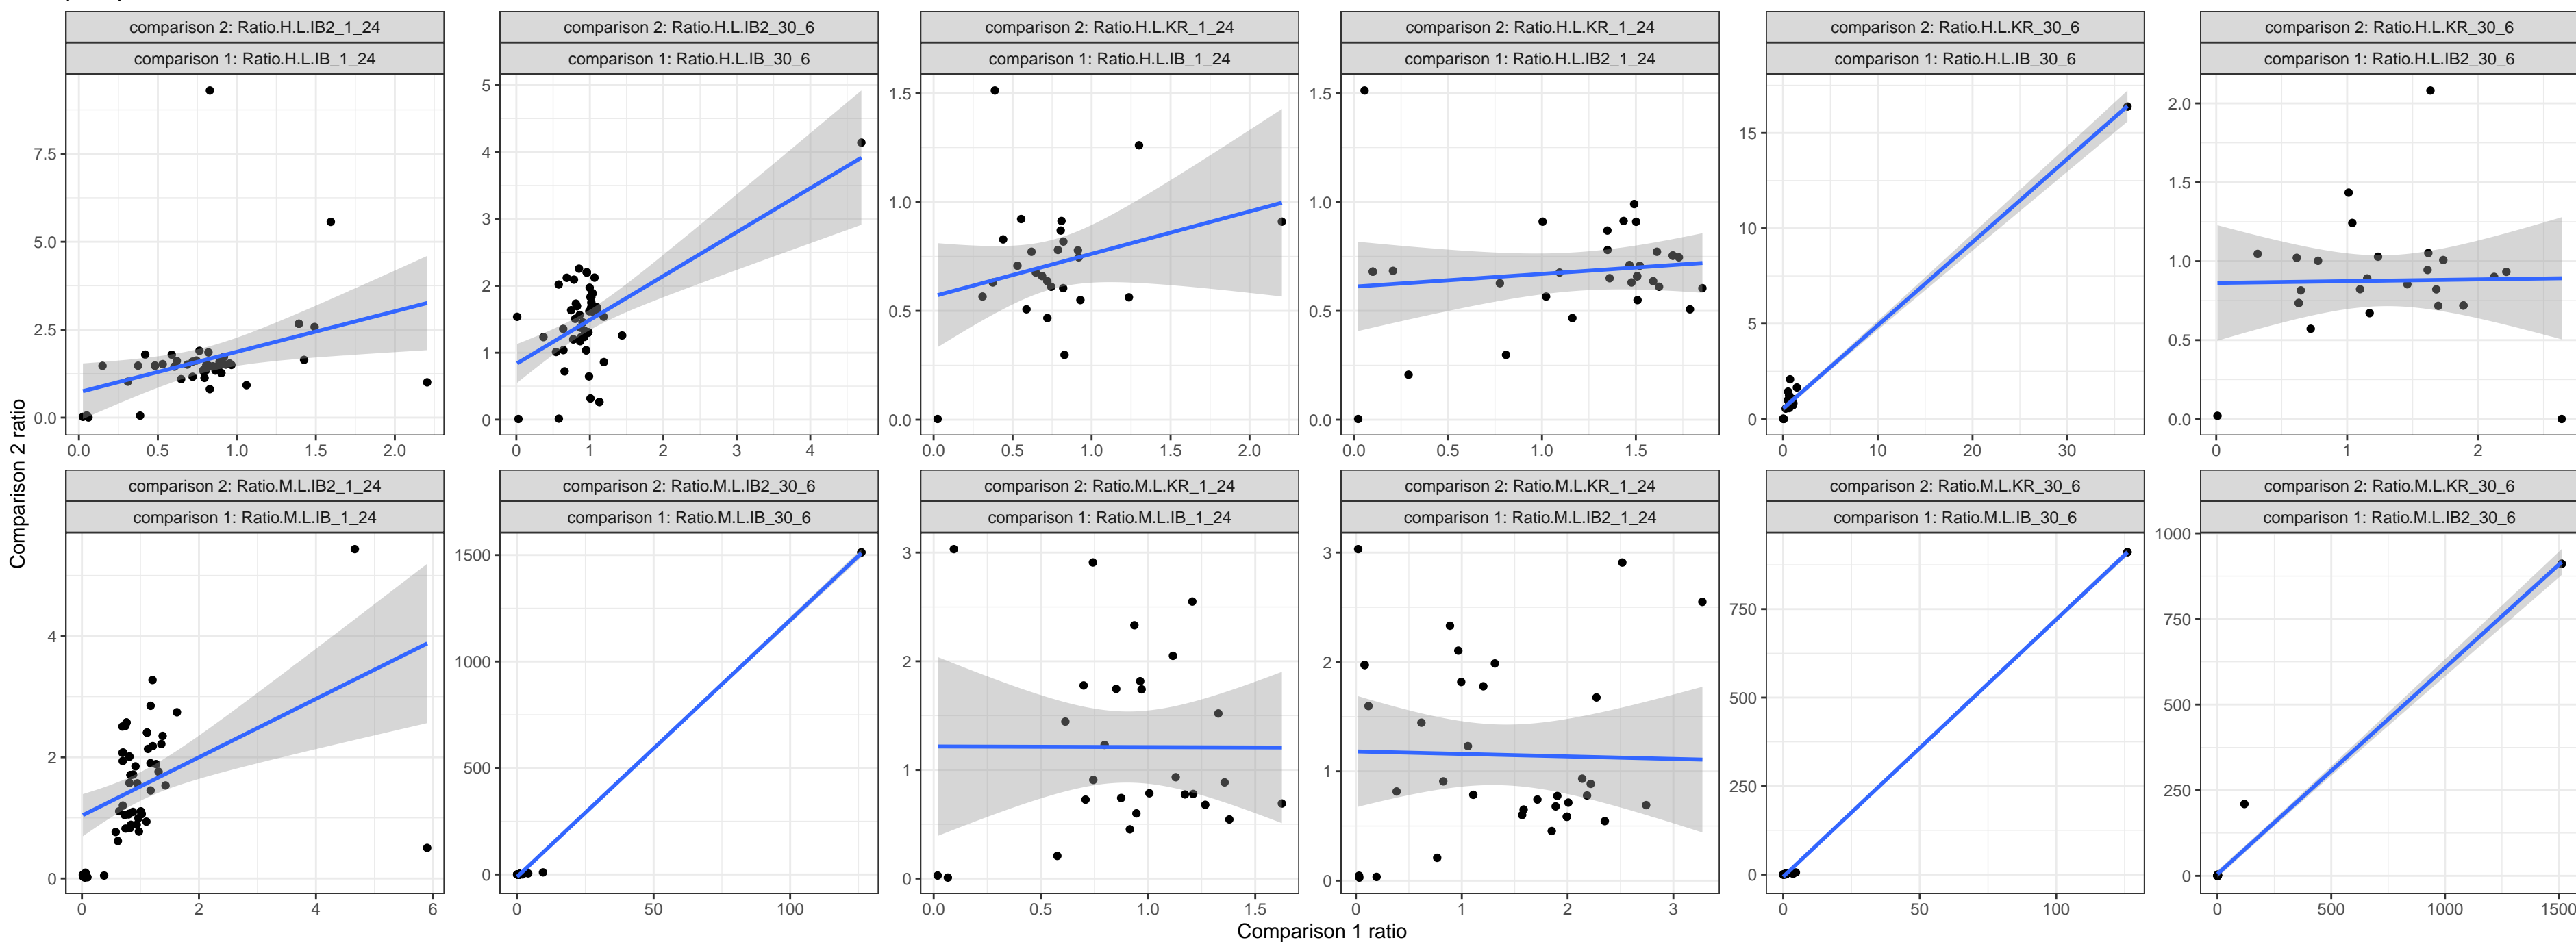 comparison 2: Ratio.H.L.IB2_1_24
comparison 1: Ratio.H.L.IB_1_24
comparison 2: Ratio.H.L.IB2_30_6
comparison 1: Ratio.H.L.IB_30_6
comparison 2: Ratio.H.L.KR_1_24
comparison 1: Ratio.H.L.IB_1_24
comparison 2: Ratio.H.L.KR_1_24
comparison 1: Ratio.H.L.IB2_1_24
comparison 2: Ratio.H.L.KR_30_6
comparison 1: Ratio.H.L.IB_30_6
comparison 2: Ratio.H.L.KR_30_6
comparison 1: Ratio.H.L.IB2_30_6
7.5
5.0
2.5
0.0
0.0 0.5 1.0 1.5 2.0
5
4
3
2
1
0
0 1 2 3 4
1.5
1.0
0.5
0.0
0.0 0.5 1.0 1.5 2.0
1.5
1.0
0.5
0.0
0.0 0.5 1.0 1.5
15
10
5
0
0 10 20 30
2.0
1.5
1.0
0.5
0.0
0 1 2
comparison 2: Ratio.M.L.IB2_1_24
comparison 1: Ratio.M.L.IB_1_24
comparison 2: Ratio.M.L.IB2_30_6
comparison 1: Ratio.M.L.IB_30_6
comparison 2: Ratio.M.L.KR_1_24
comparison 1: Ratio.M.L.IB_1_24
comparison 2: Ratio.M.L.KR_1_24
comparison 1: Ratio.M.L.IB2_1_24
comparison 2: Ratio.M.L.KR_30_6
comparison 1: Ratio.M.L.IB_30_6
comparison 2: Ratio.M.L.KR_30_6
comparison 1: Ratio.M.L.IB2_30_6
4
2
0
0 2 4 6
1500
1000
500
0
0 50 100
3
2
1
0
0.0 0.5 1.0 1.5
3
2
1
0
0 1 2 3
750
500
250
0
0 50 100
1000
750
500
250
0
0 500 1000 1500
Comparison 2 ratio
Comparison 1 ratio